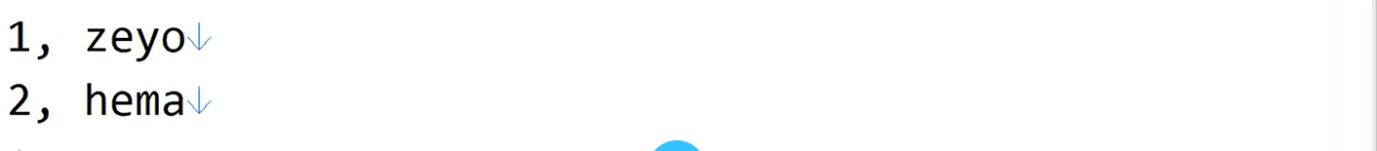 1, zeyo↓
2, hema↓